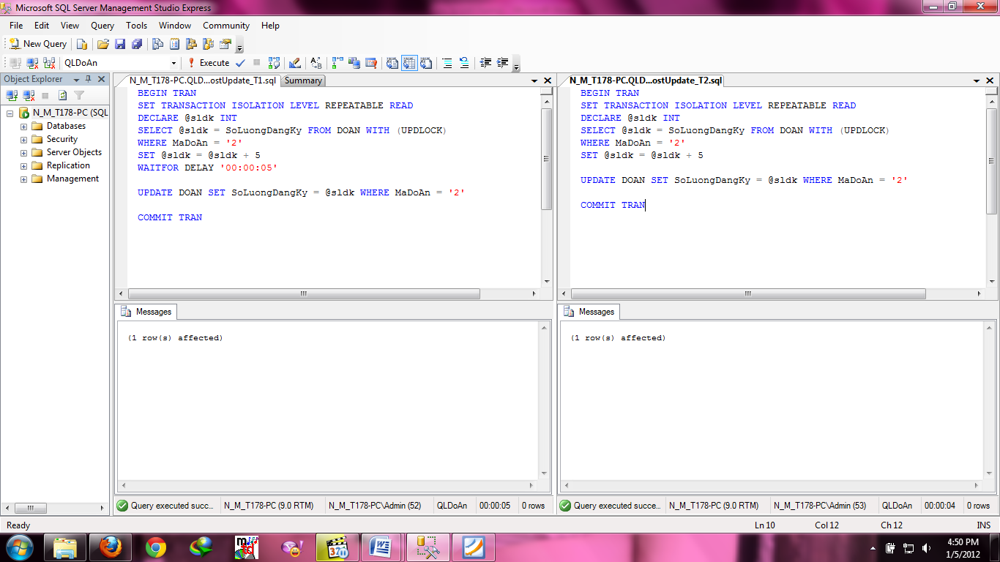 Microsoft SQL Server Management Studio Express
File Edit View Query Tools Window Community Help
New Query
QLDoAn Execute
Object Explorer
N_M_T178-PC (SQL
Databases
Security
Server Objects
Replication
Management
N_M_T178-PC.QLD...ostUpdate_T1.sql Summary
BEGIN TRAN
SET TRANSACTION ISOLATION LEVEL REPEATABLE READ
DECLARE @sldk INT
SELECT @sldk = SoLuongDangKy FROM DOAN WITH (UPDLOCK)
WHERE MaDoAn = '2'
SET @sldk = @sldk + 5
WAITFOR DELAY '00:00:05'
UPDATE DOAN SET SoLuongDangKy = @sldk WHERE MaDoAn = '2'
COMMIT TRAN
Messages
(1 row(s) affected)
Query executed succ... N_M_T178-PC (9.0 RTM) N_M_T178-PC\Admin (52) QLDoAn 00:00:05 0 rows
N_M_T178-PC.QLD...ostUpdate_T2.sql
BEGIN TRAN
SET TRANSACTION ISOLATION LEVEL REPEATABLE READ
DECLARE @sldk INT
SELECT @sldk = SoLuongDangKy FROM DOAN WITH (UPDLOCK)
WHERE MaDoAn = '2'
SET @sldk = @sldk + 5
UPDATE DOAN SET SoLuongDangKy = @sldk WHERE MaDoAn = '2'
COMMIT TRAN
Messages
(1 row(s) affected)
Query executed succe... N_M_T178-PC (9.0 RTM) N_M_T178-PC\Admin (53) QLDoAn 00:00:04 0 rows
Ready Ln 10 Col 12 Ch 12 INS
4:50 PM
1/5/2012